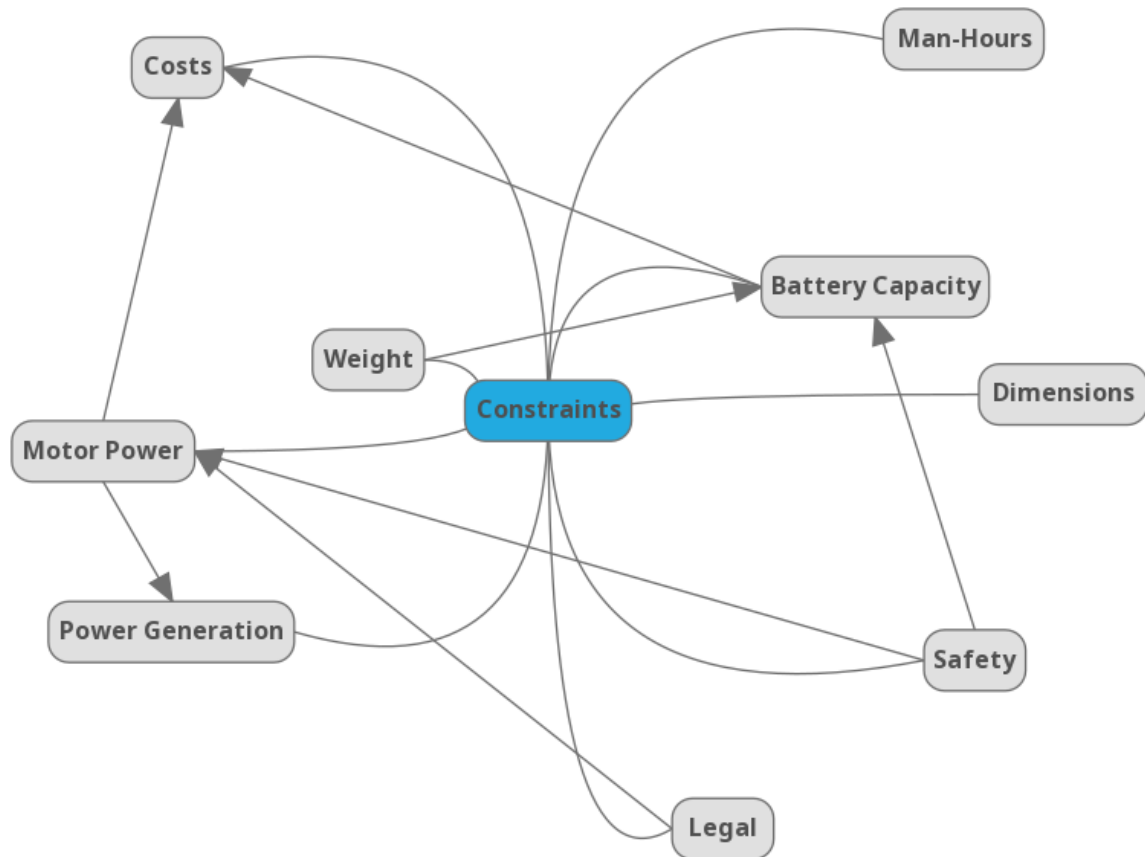 Man-Hours
Costs
Battery Capacity
Weight
Dimensions
Constraints
Motor Power
Power Generation
Safety
Legal